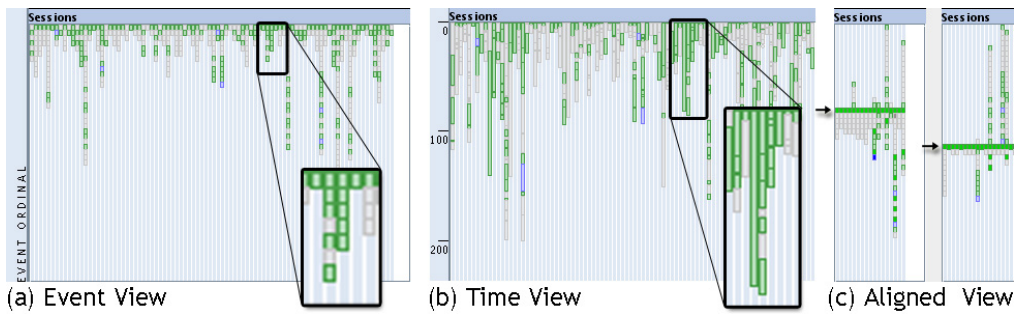 Sessions
EVENT ORDINAL
(a) Event View
Sessions
0
100
200
(b) Time View
Sessions
Sessions
(c) Aligned View